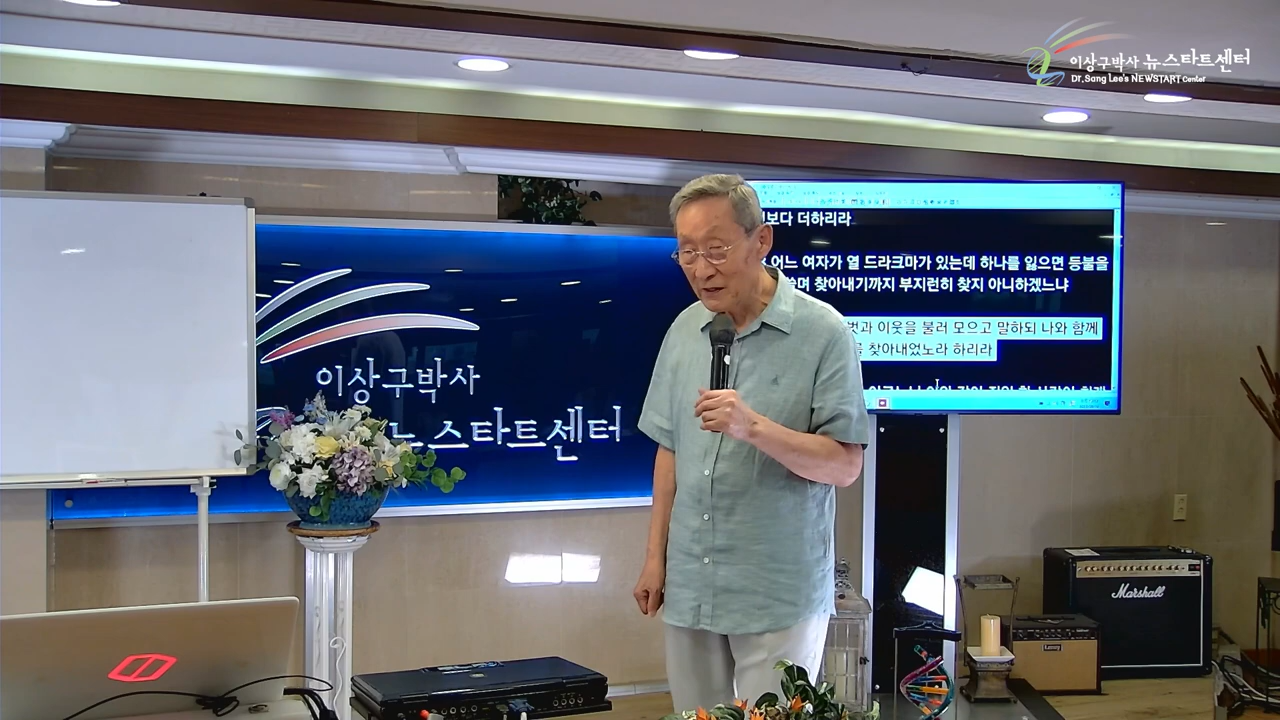 이상구박사 뉴스타트센터
Dr. Sang Lee's NEWSTART Center
보다 더하리라
어느 여자가 열 드라크마가 있는데 하나를 잃으면 등불을
찾아내기까지 부지런히 찾지 아니하겠느냐
벗과 이웃을 불러 모으고 말하되 나와 함께
찾아내었노라 하리라
이상구박사
뉴스타트센터
Marshall
Laney